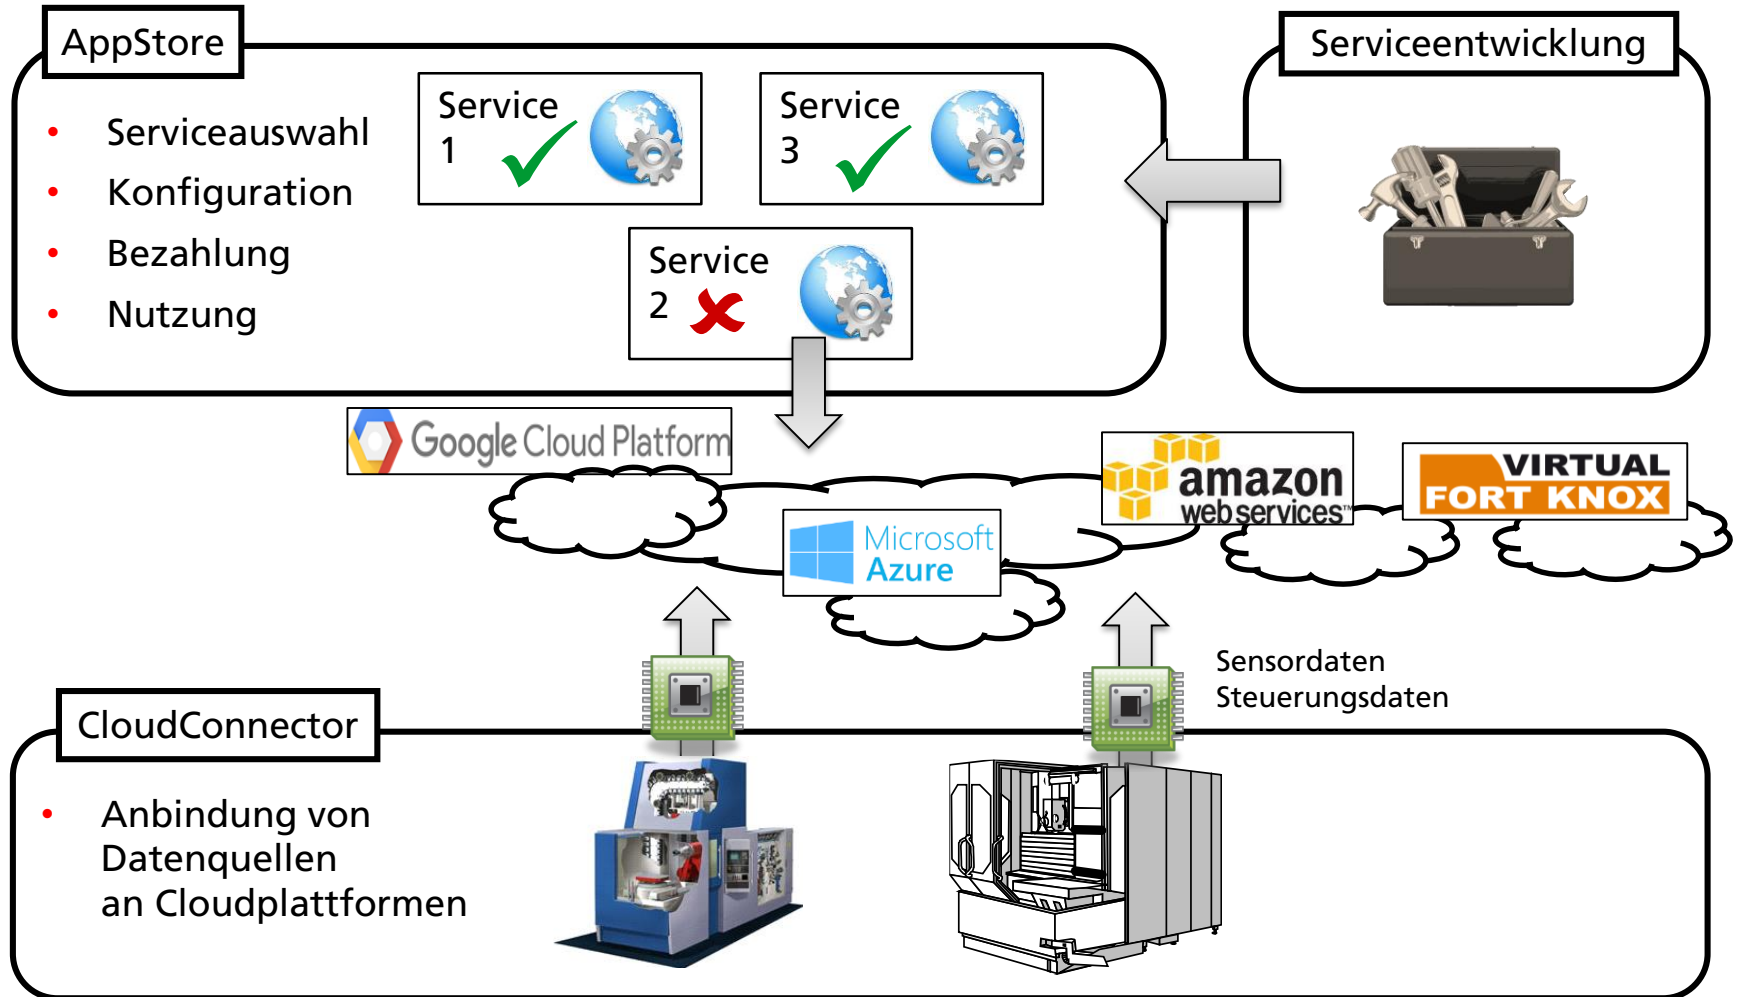 AppStore
Serviceentwicklung
• Serviceauswahl
• Konfiguration
• Bezahlung
• Nutzung
Service
1
Service
3
Service
2
Google Cloud Platform
Microsoft
Azure
amazon
webservices™
VIRTUAL
FORT KNOX
Sensordaten
Steuerungsdaten
CloudConnector
• Anbindung von
Datenquellen
an Cloudplattformen